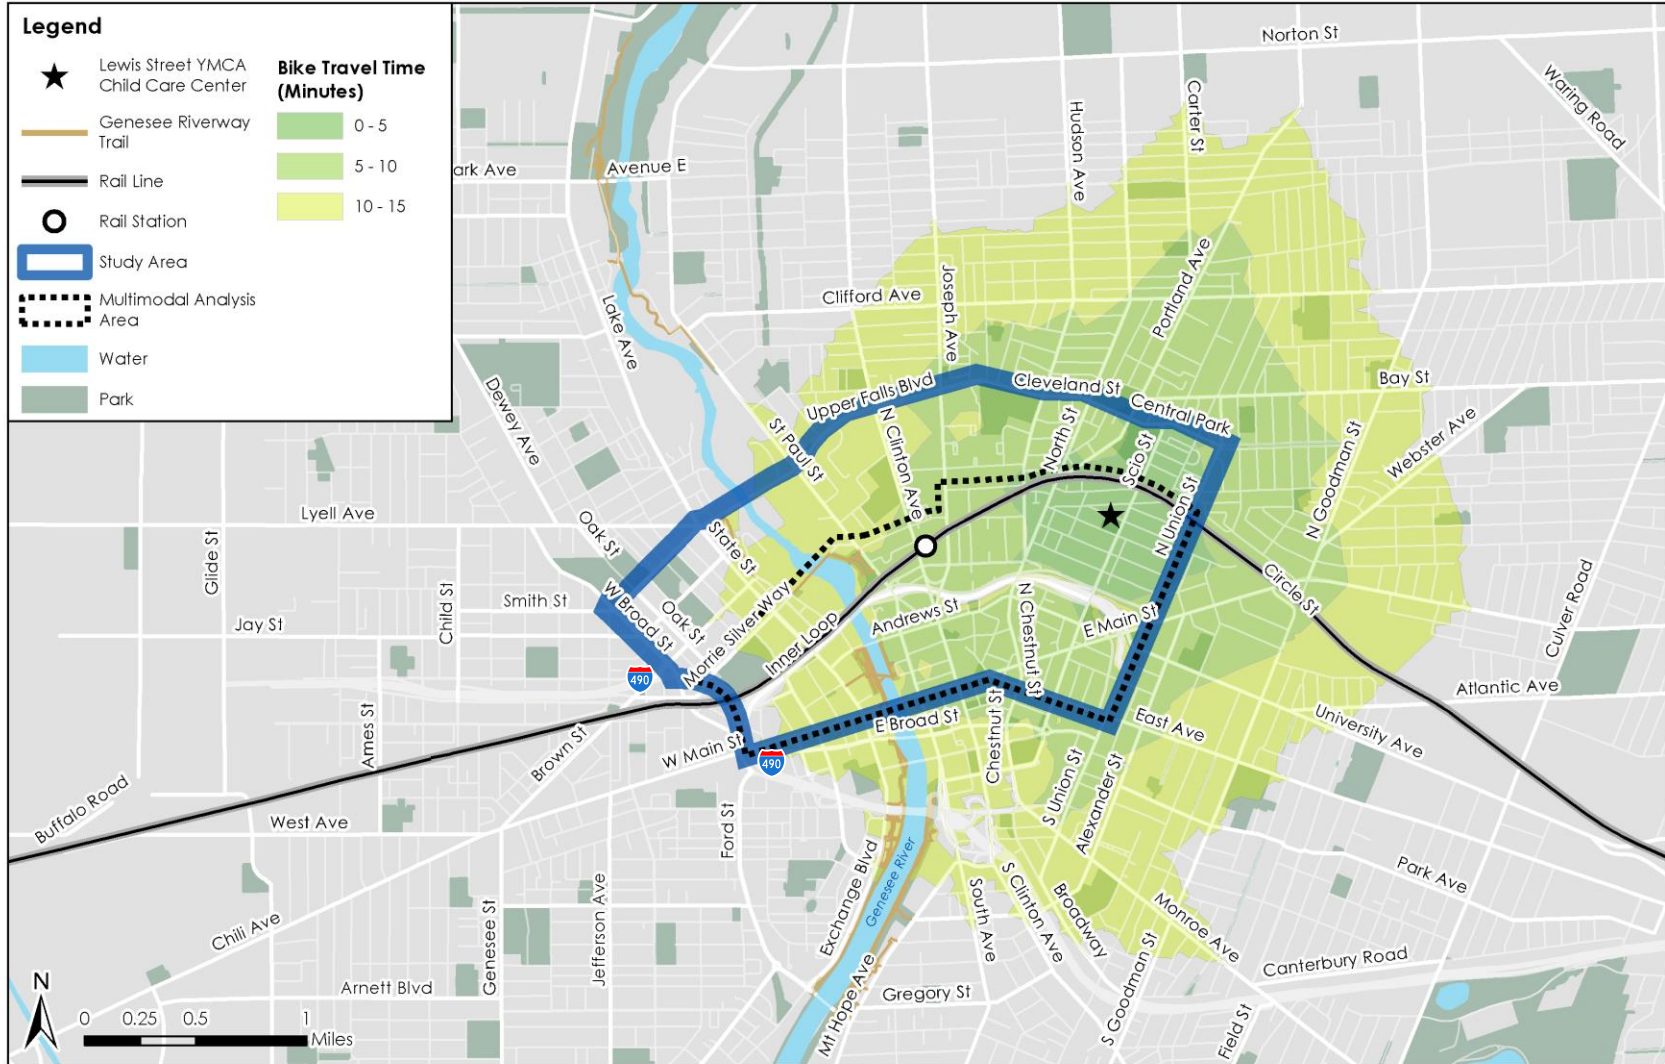 Legend
Lewis Street YMCA
Child Care Center
Genesee Riverway
Trail
Rail Line
Rail Station
Study Area
Multimodal Analysis
Area
Water
Park
Bike Travel Time
(Minutes)
0 - 5
5 - 10
10 - 15
Norton St
Waring Road
Carter St
Hudson Ave
ark Ave
Avenue E
Portland Ave
Joseph Ave
Clifford Ave
Lake Ave
Bay St
Cleveland St
Upper Falls Blvd
Central Park
Dewey Ave
St Paul St
N Clinton Ave
North St
Scio St
N Goodman St
Webster Ave
Lyell Ave
Oak St
State St
N Union St
Glide St
Child St
Smith St
W Broad St
Oak St
Morrie Silver Way
Jay St
Inner Loop
Andrews St
N Chestnut St
E Main St
Circle St
Culver Road
490
Ames St
Brown St
W Main St
490
E Broad St
Chestnut St
East Ave
University Ave
Atlantic Ave
Buffalo Road
West Ave
Ford St
S Union St
Alexander St
Park Ave
Exchange Blvd
Genesee River
South Ave
S Clinton Ave
Broadway
Monroe Ave
Chili Ave
Genesee St
Jefferson Ave
S Goodman St
Canterbury Road
Arnett Blvd
Mt Hope Ave
Gregory St
Field St
N
0 0.25 0.5 1
Miles